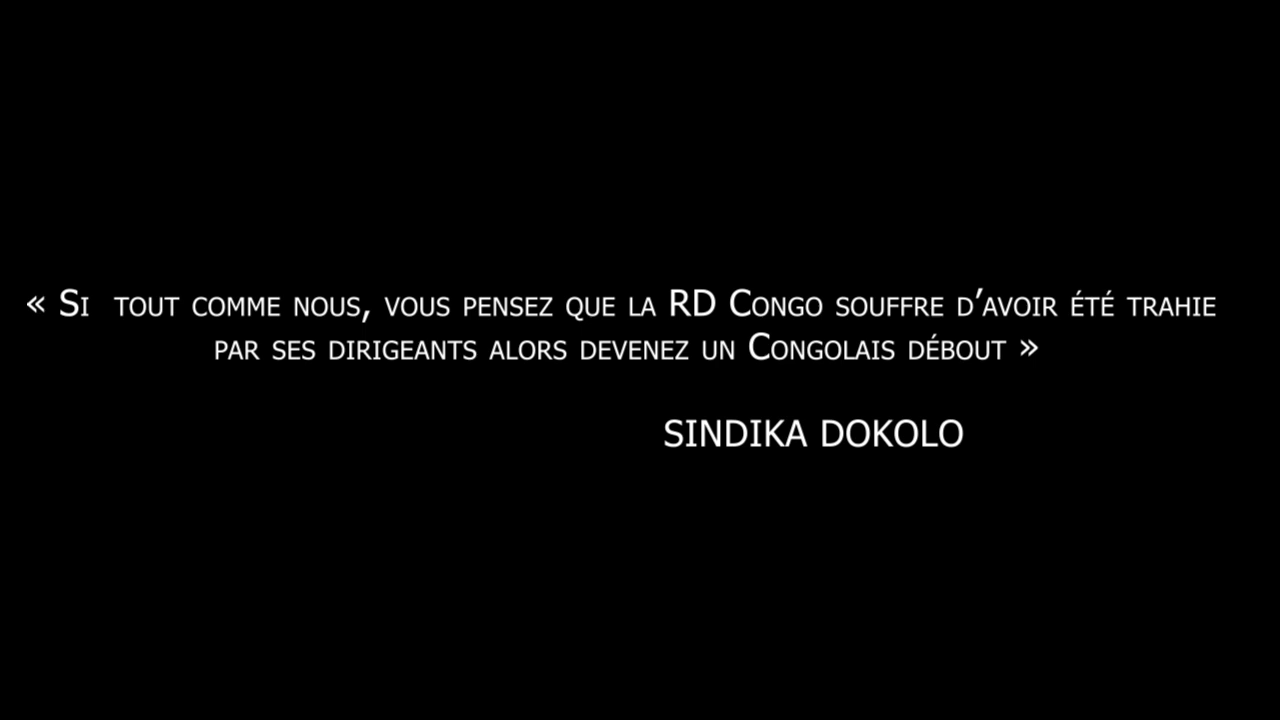 « Si tout comme nous, vous pensez que la RD Congo souffre d’avoir été trahie
par ses dirigeants alors devenez un Congolais débout »
SINDIKA DOKOLO